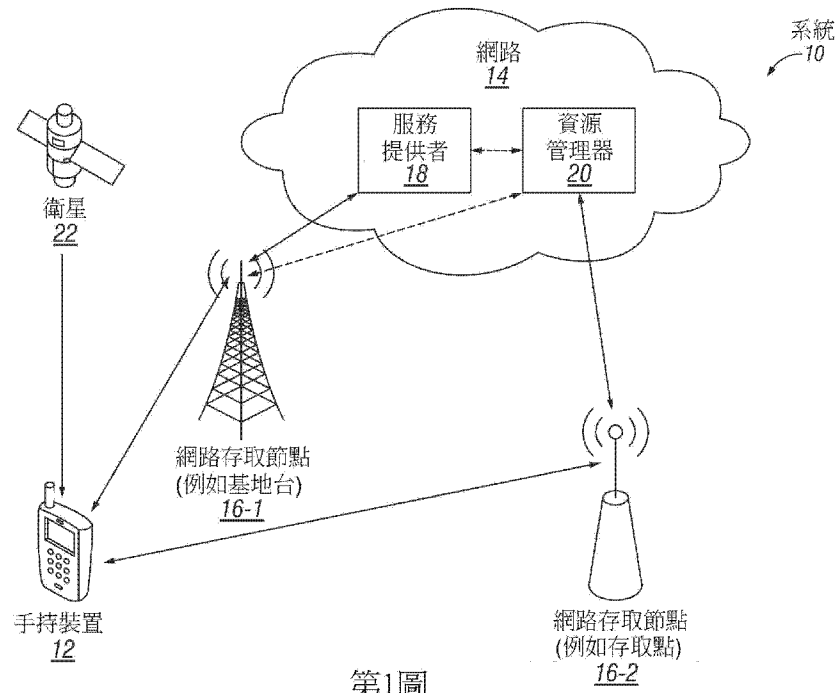 系統
10
網路
14
服務
提供者
18
資源
管理器
20
衛星
22
網路存取節點
(例如基地台)
16-1
手持裝置
12
網路存取節點
(例如存取點)
16-2
第1圖